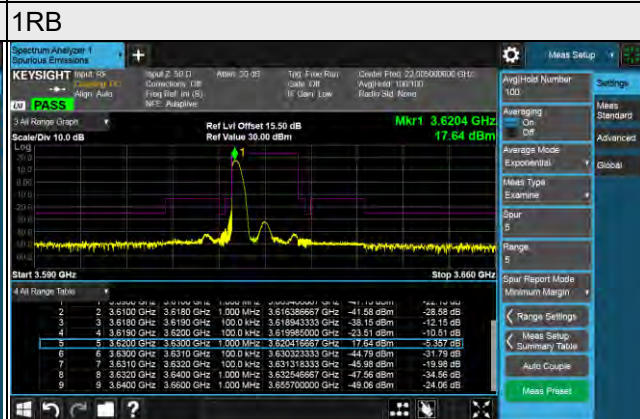 1RB
Spectrum Analyzer 1
Spurious Emissions
Meas Setup
KEYSIGHT Input: RF
Coupling: DC
Align: Auto
Input Z: 50 Ω
Corrections: Off
Freq Ref: Int (S)
NFE: Adaptive
Atten: 30 dB
Trig: Free Run
Gate: Off
IF Gain: Low
Center Freq: 22.005000000 GHz
Avg|Hold: 100/100
Radio Std: None
PASS
3 All Range Graph
Scale/Div 10.0 dB
Ref Lvl Offset 15.50 dB
Ref Value 30.00 dBm
Mkr1 3.6204 GHz
17.64 dBm
Log
1
Start 3.590 GHz
Stop 3.660 GHz
4 All Range Table
2 2 3.6100 GHz 3.6180 GHz 1.000 MHz 3.616386667 GHz -41.58 dBm -28.58 dB
3 3 3.6180 GHz 3.6190 GHz 100.0 kHz 3.618943333 GHz -38.15 dBm -12.15 dB
4 4 3.6190 GHz 3.6200 GHz 100.0 kHz 3.619985000 GHz -23.51 dBm -10.51 dB
5 5 3.6200 GHz 3.6300 GHz 1.000 MHz 3.620416667 GHz 17.64 dBm -5.357 dB
6 6 3.6300 GHz 3.6310 GHz 100.0 kHz 3.630323333 GHz -44.79 dBm -31.79 dB
7 7 3.6310 GHz 3.6320 GHz 100.0 kHz 3.631318333 GHz -45.98 dBm -19.98 dB
8 8 3.6320 GHz 3.6400 GHz 1.000 MHz 3.632546667 GHz -47.56 dBm -34.56 dB
9 9 3.6400 GHz 3.6600 GHz 1.000 MHz 3.655700000 GHz -49.06 dBm -24.06 dB
Avg|Hold Number
100
Averaging
On
Off
Average Mode
Exponential
Meas Type
Examine
Spur
5
Range
5
Spur Report Mode
Minimum Margin
Range Settings
Meas Setup
Summary Table
Auto Couple
Meas Preset
Settings
Meas
Standard
Advanced
Global